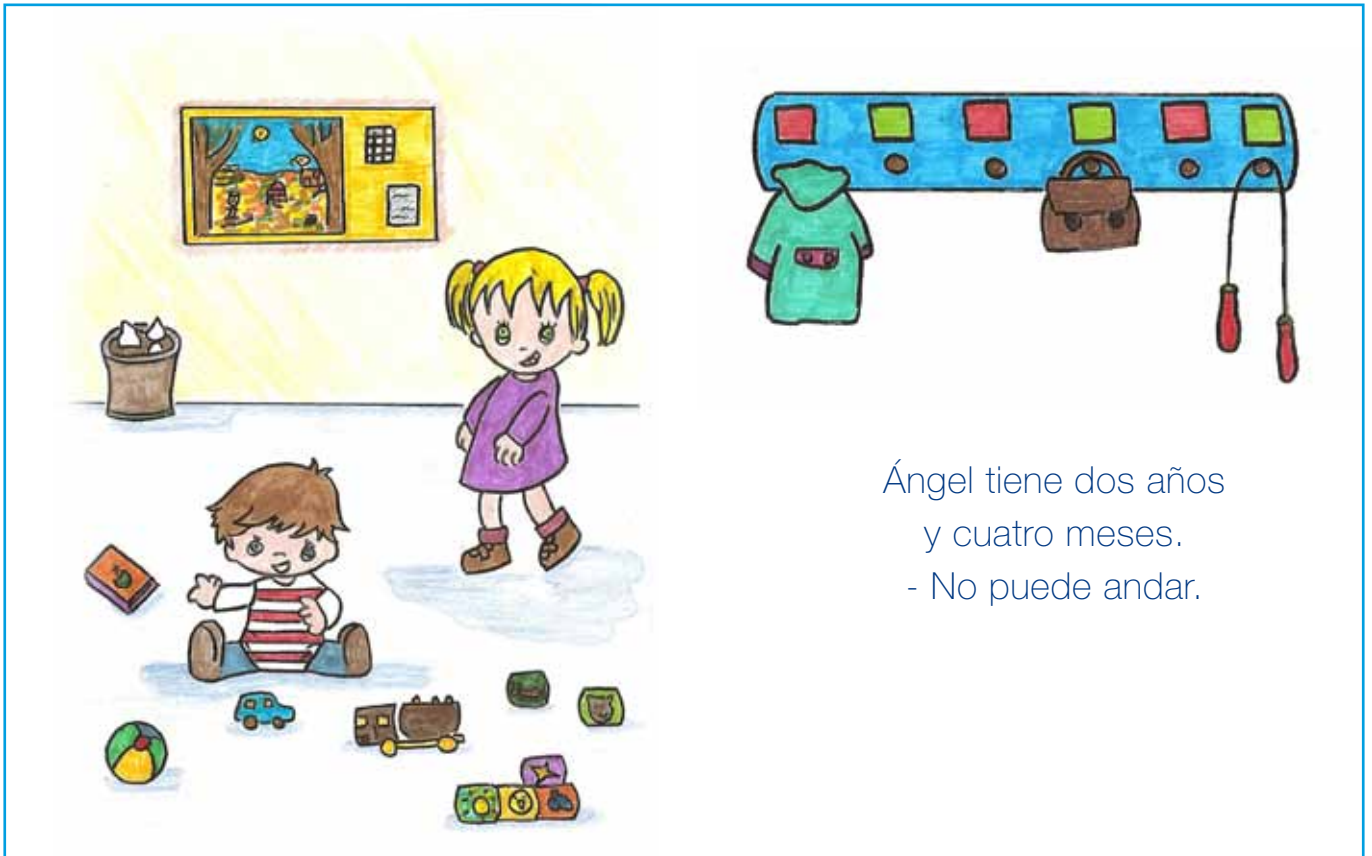 Ángel tiene dos años
y cuatro meses.
- No puede andar.